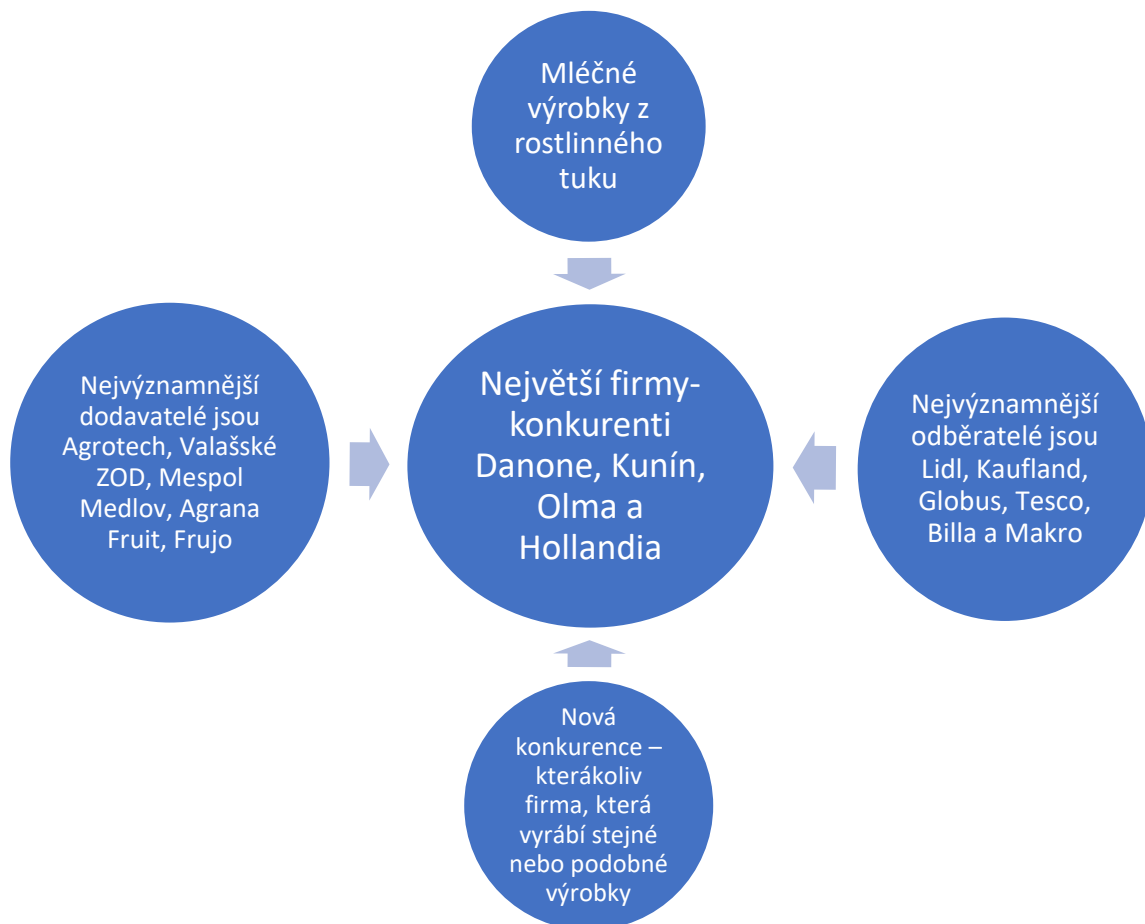 Mléčné
výrobky z
rostlinného
tuku
Nejvýznamnější
dodavatelé jsou
Agrotech, Valašské
ZOD, Mespol
Medlov, Agrana
Fruit, Frujo
Největší firmy-
konkurenti
Danone, Kunín,
Olma a
Hollandia
Nejvýznamnější
odběratelé jsou
Lidl, Kaufland,
Globus, Tesco,
Billa a Makro
Nová
konkurence –
kterákoliv
firma, která
vyrábí stejné
nebo podobné
výrobky